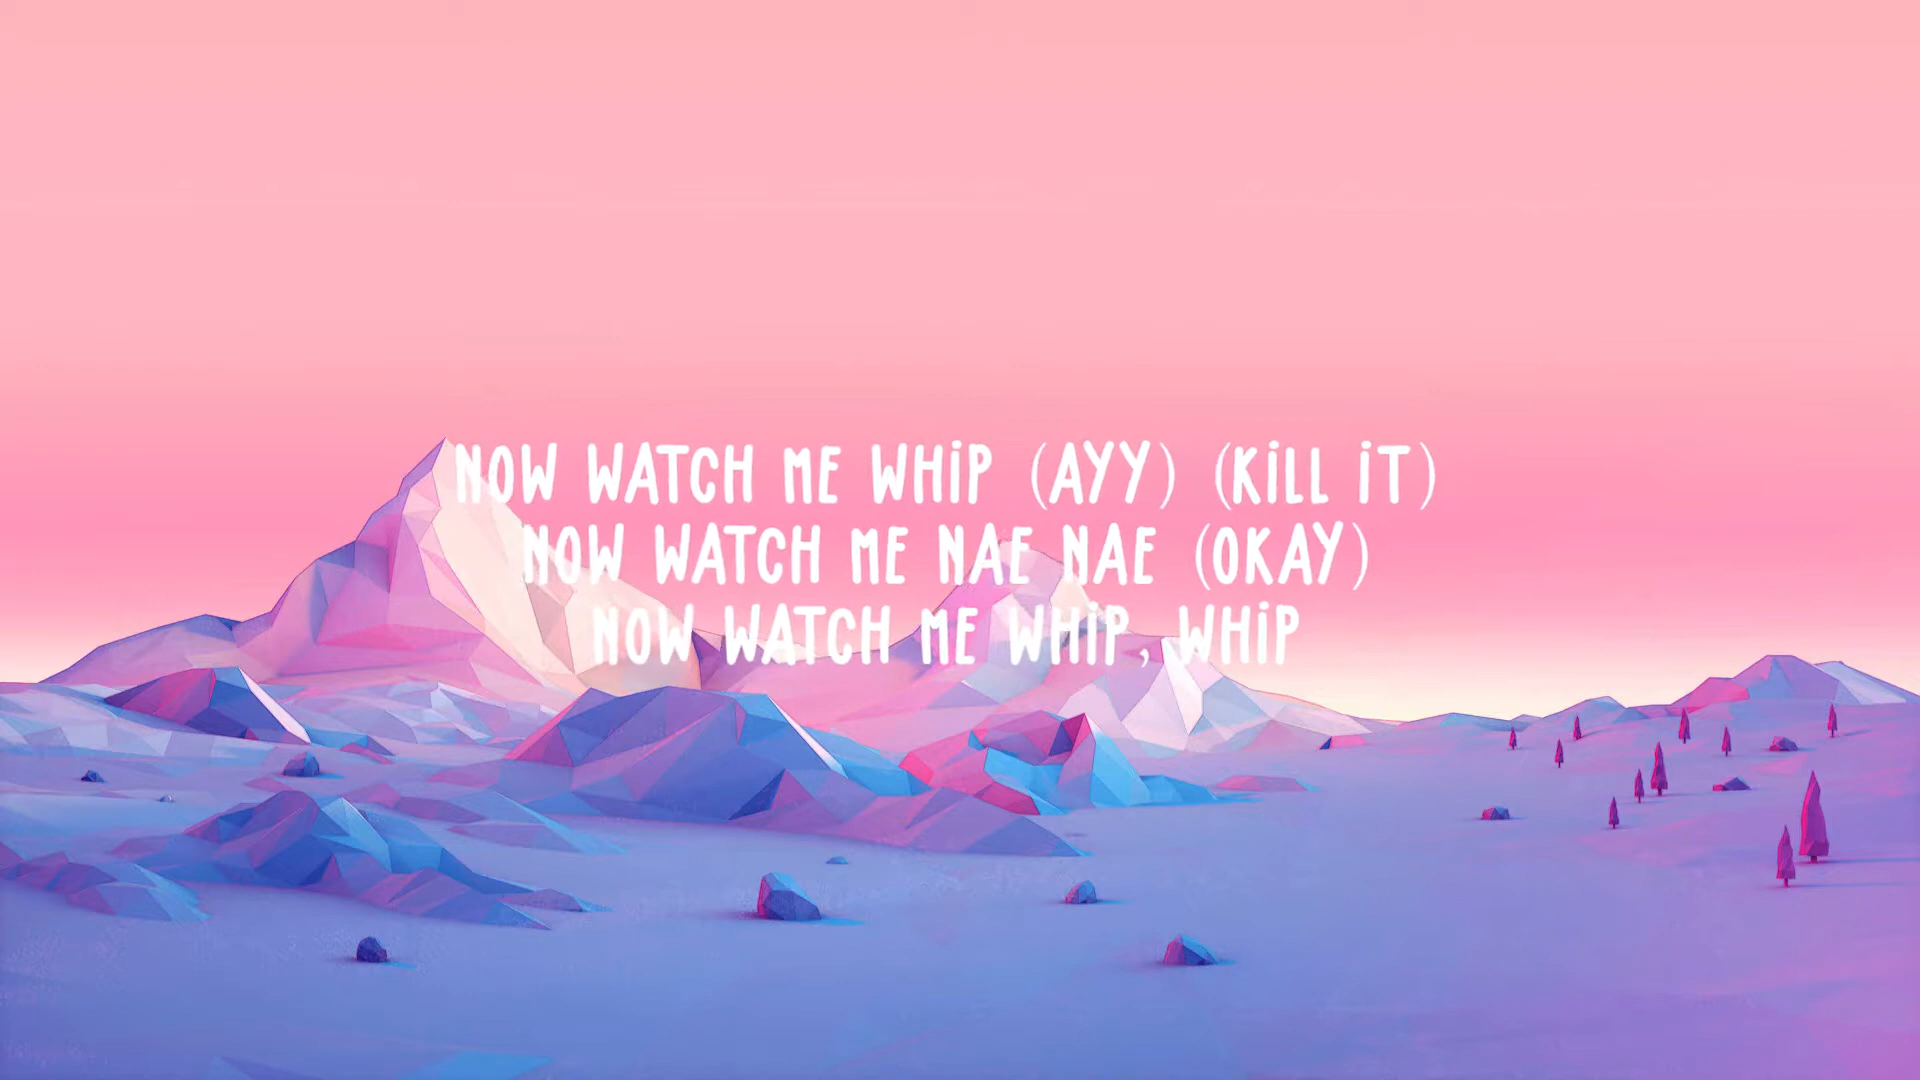 NOW WATCH ME WHiP (AYY) (KiLL iT)
NOW WATCH ME NAE NAE (OKAY)
NOW WATCH ME WHiP, WHiP